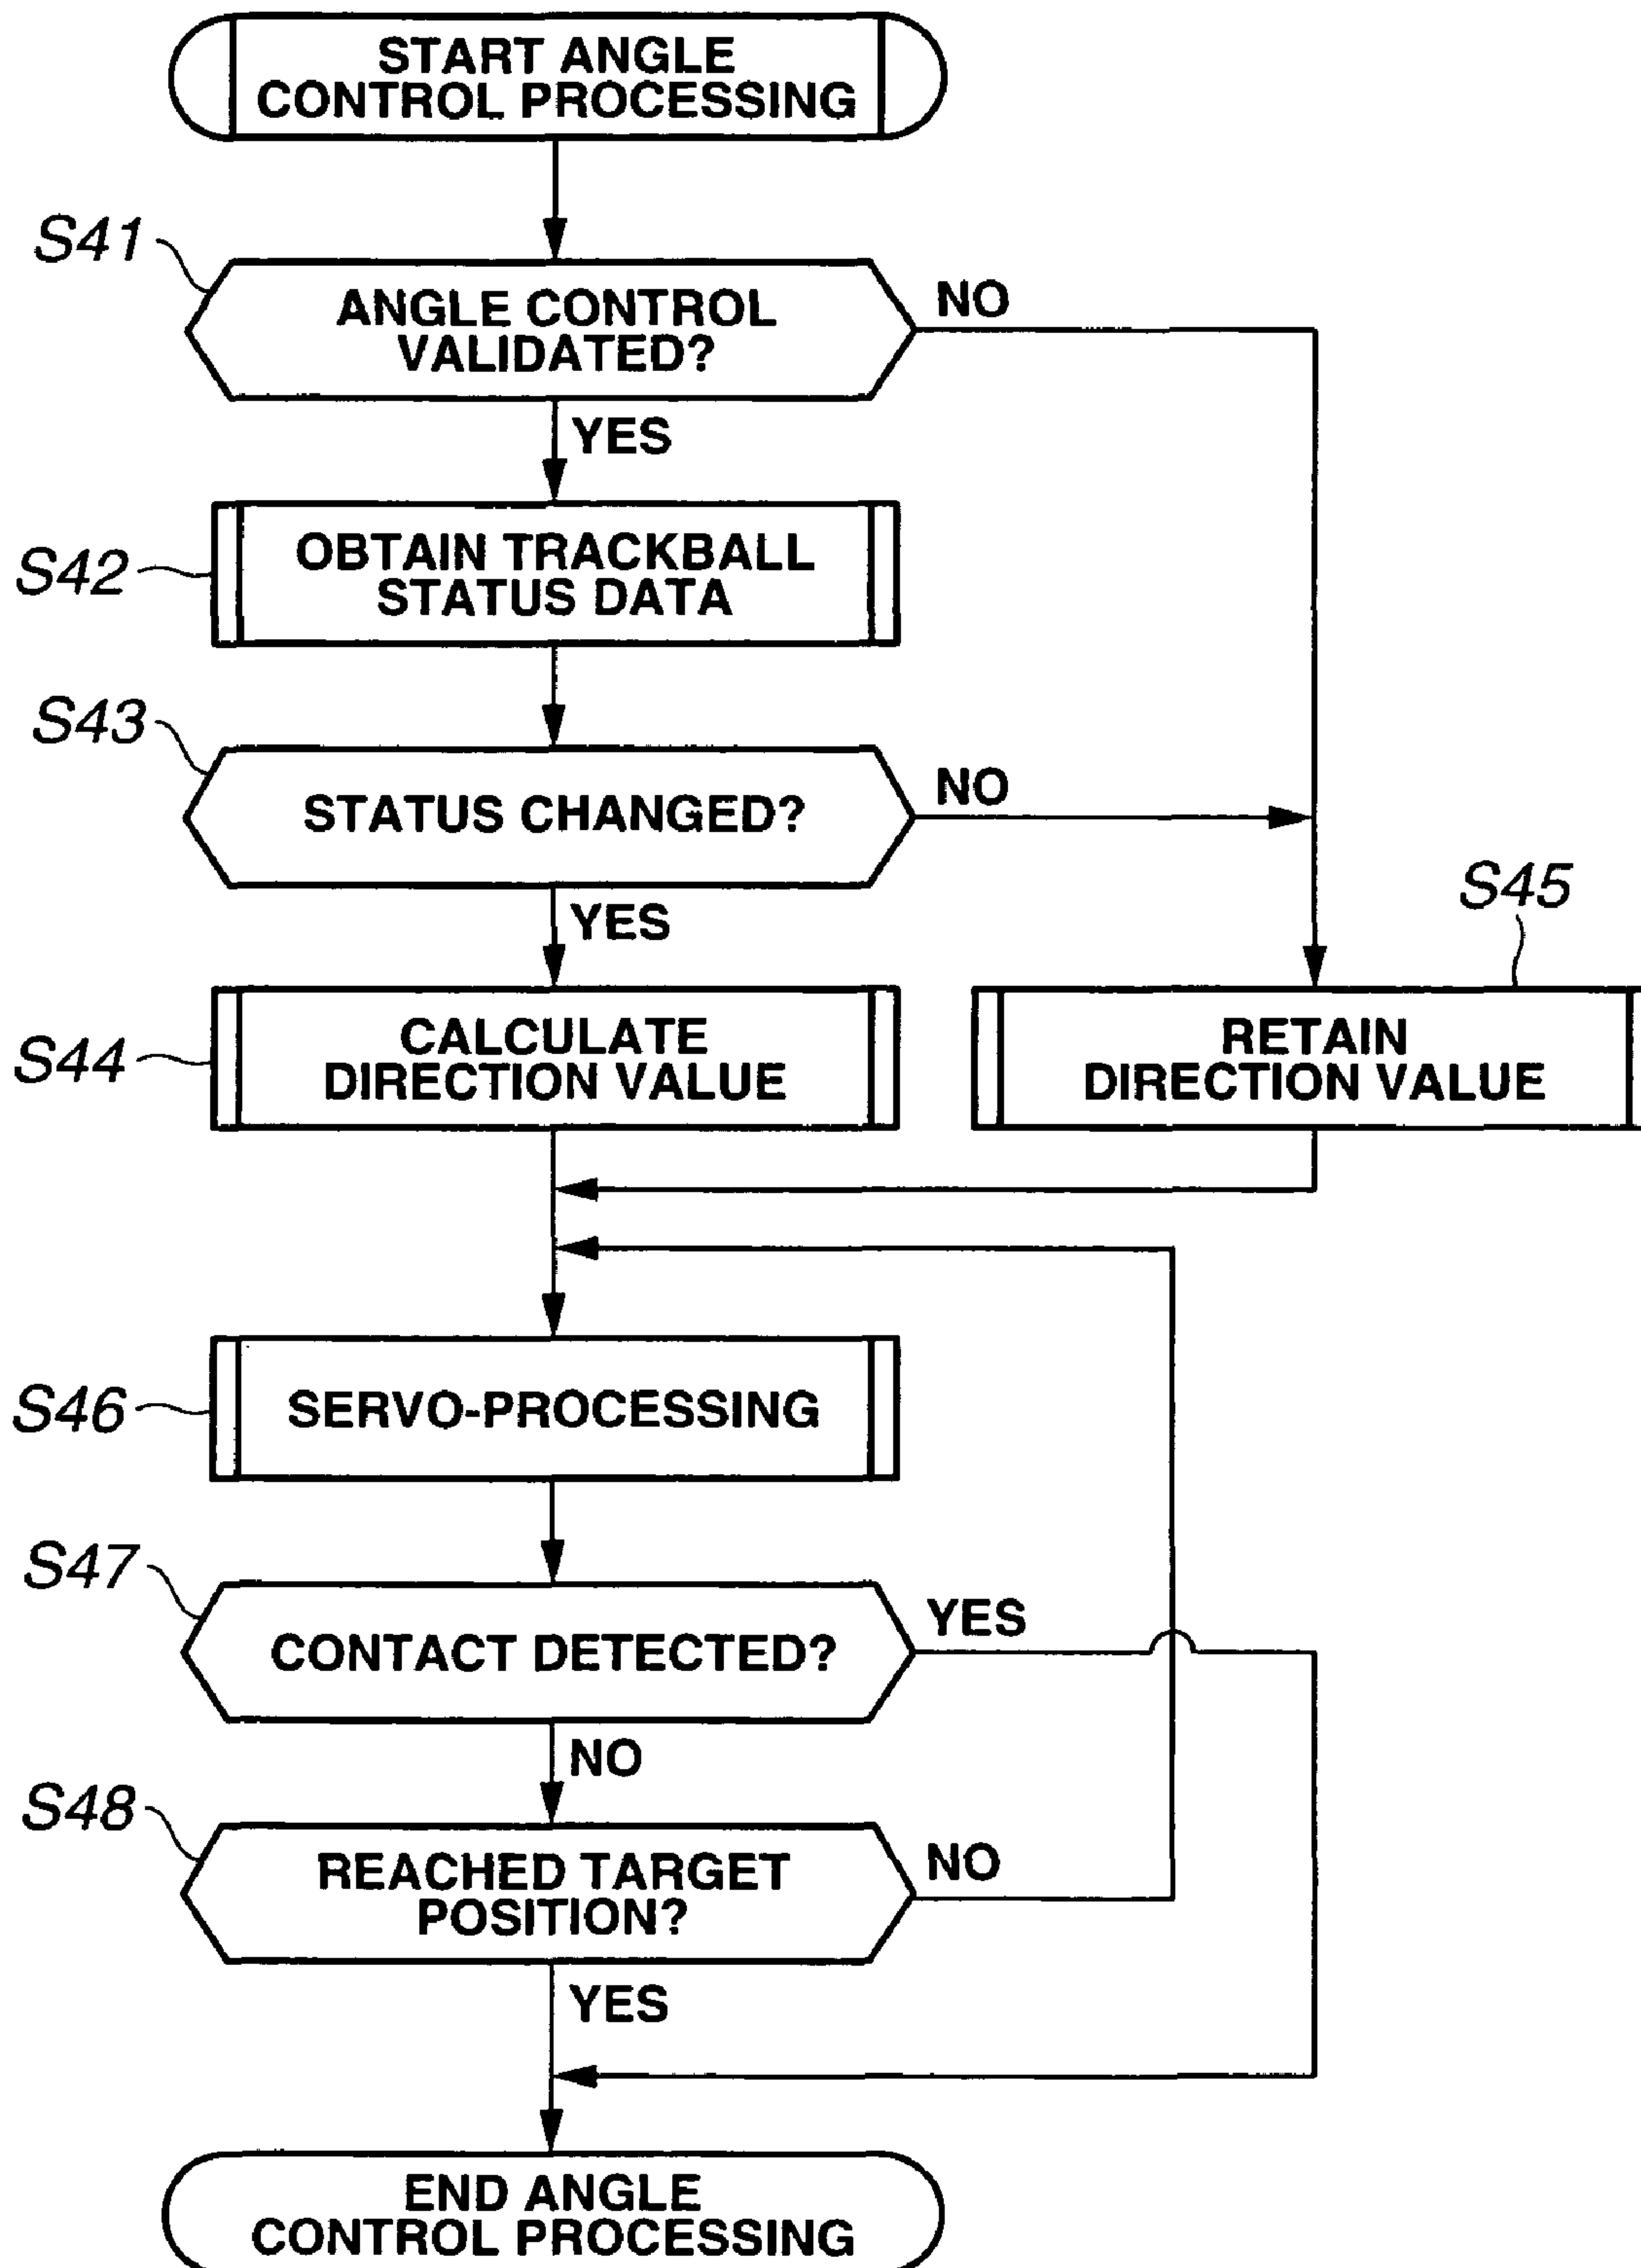 START ANGLE
CONTROL PROCESSING
S41
ANGLE CONTROL
VALIDATED?
NO
YES
S42
OBTAIN TRACKBALL
STATUS DATA
S43
STATUS CHANGED?
NO
YES
S45
S44
CALCULATE
DIRECTION VALUE
RETAIN
DIRECTION VALUE
S46
SERVO-PROCESSING
S47
CONTACT DETECTED?
YES
NO
S48
REACHED TARGET
POSITION?
NO
YES
END ANGLE
CONTROL PROCESSING